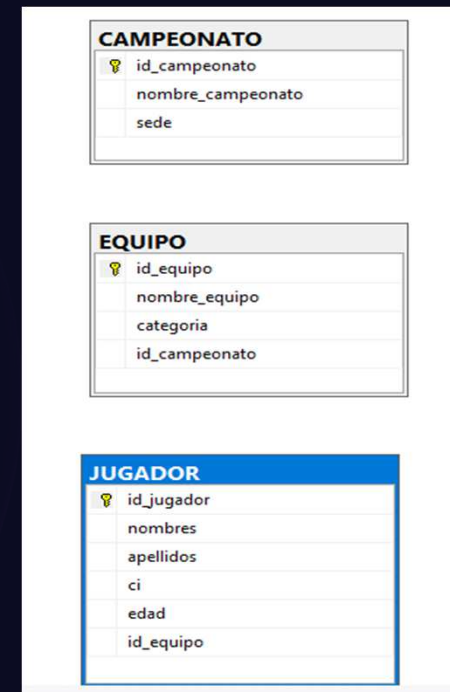 CAMPEONATO
id_campeonato
nombre_campeonato
sede
EQUIPO
id_equipo
nombre_equipo
categoria
id_campeonato
JUGADOR
id_jugador
nombres
apellidos
ci
edad
id_equipo